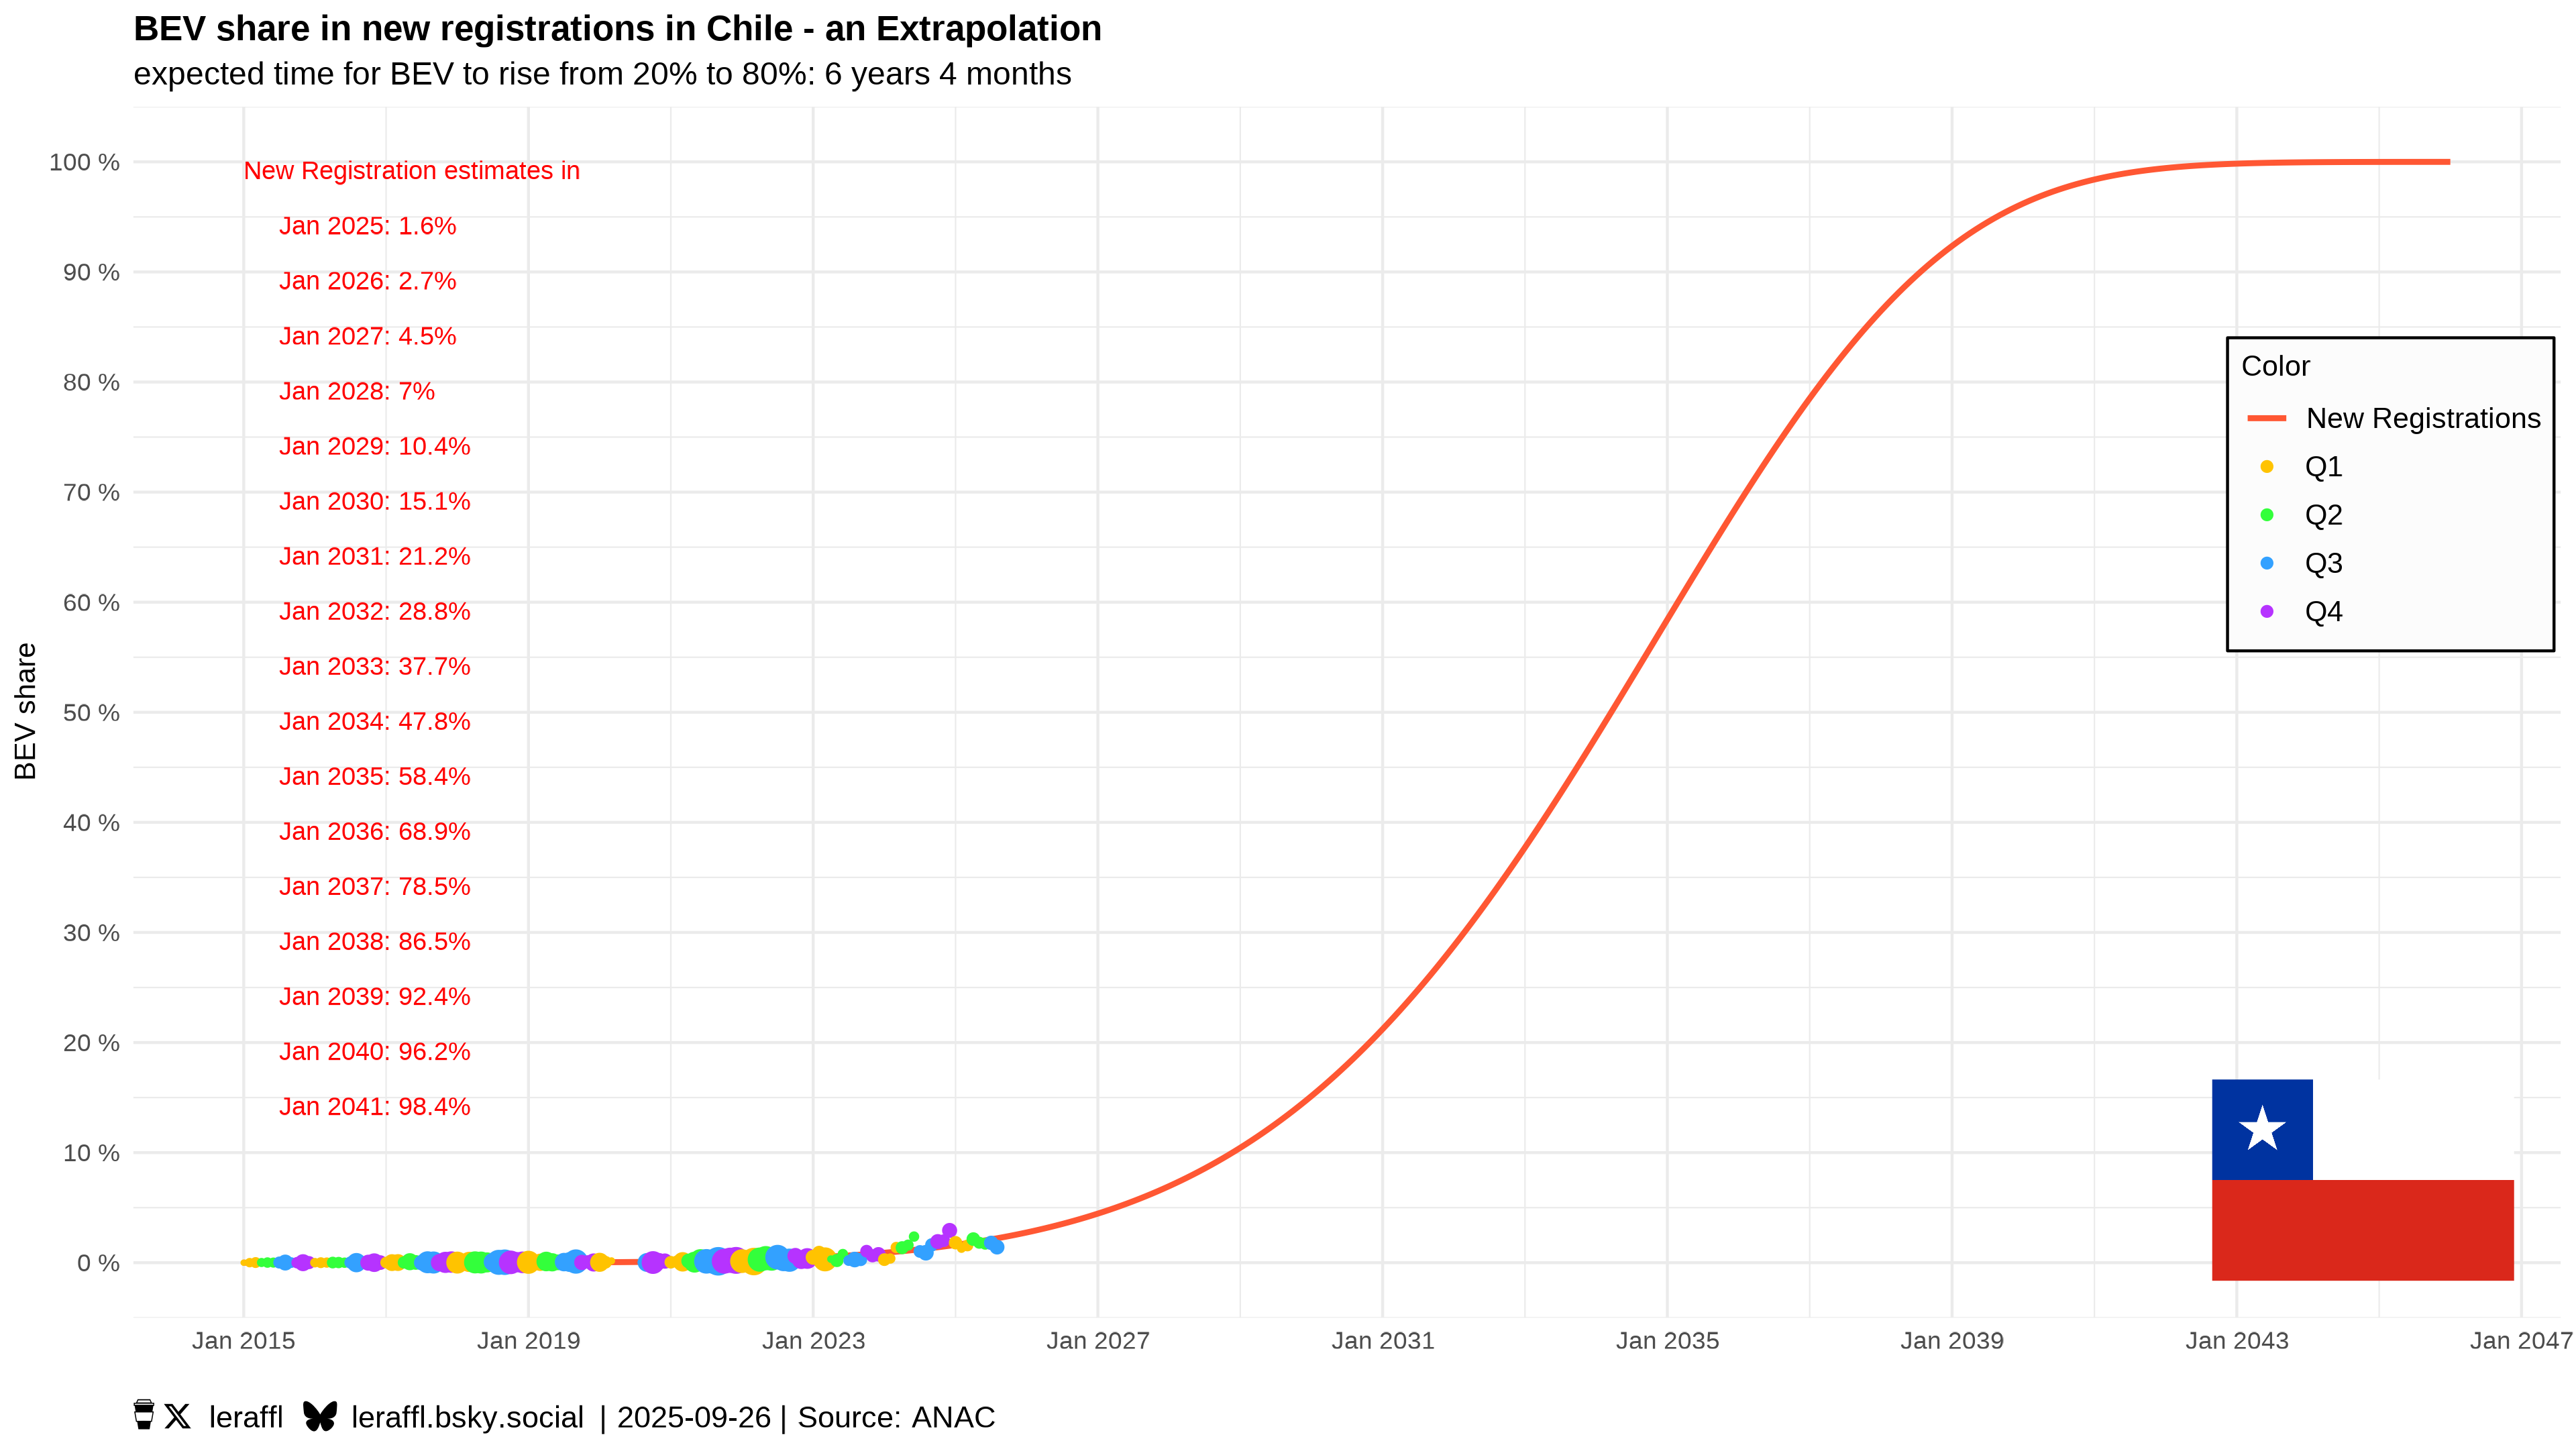 BEV share in new registrations in Chile - an Extrapolation
expected time for BEV to rise from 20% to 80%: 6 years 4 months
BEV share
100 %
90 %
80 %
70 %
60 %
50 %
40 %
30 %
20 %
10 %
0 %
New Registration estimates in
Jan 2025: 1.6%
Jan 2026: 2.7%
Jan 2027: 4.5%
Jan 2028: 7%
Jan 2029: 10.4%
Jan 2030: 15.1%
Jan 2031: 21.2%
Jan 2032: 28.8%
Jan 2033: 37.7%
Jan 2034: 47.8%
Jan 2035: 58.4%
Jan 2036: 68.9%
Jan 2037: 78.5%
Jan 2038: 86.5%
Jan 2039: 92.4%
Jan 2040: 96.2%
Jan 2041: 98.4%
Color
New Registrations
Q1
Q2
Q3
Q4
Jan 2015 Jan 2019 Jan 2023 Jan 2027 Jan 2031 Jan 2035 Jan 2039 Jan 2043 Jan 2047
leraffl leraffl.bsky.social | 2025-09-26 | Source: ANAC